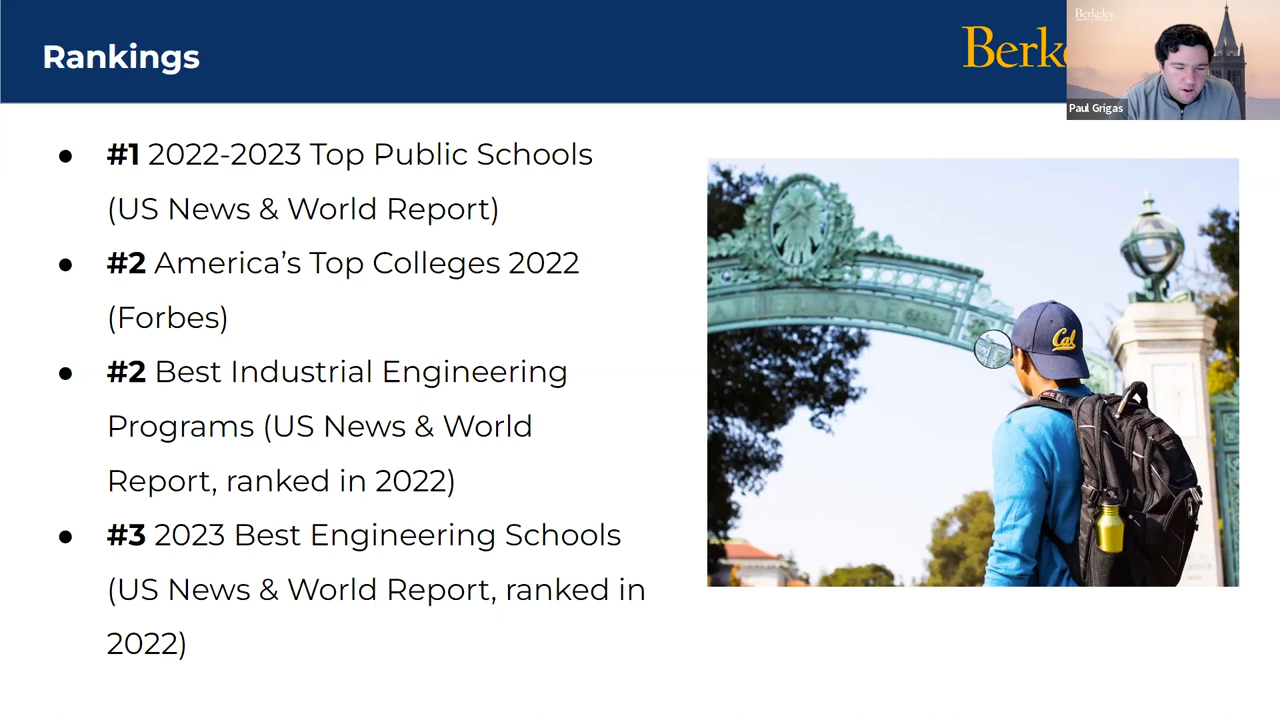 Rankings
Berkeley
Paul Grigas
● #1 2022-2023 Top Public Schools
(US News & World Report)
● #2 America’s Top Colleges 2022
(Forbes)
● #2 Best Industrial Engineering
Programs (US News & World
Report, ranked in 2022)
● #3 2023 Best Engineering Schools
(US News & World Report, ranked in
2022)
Cal